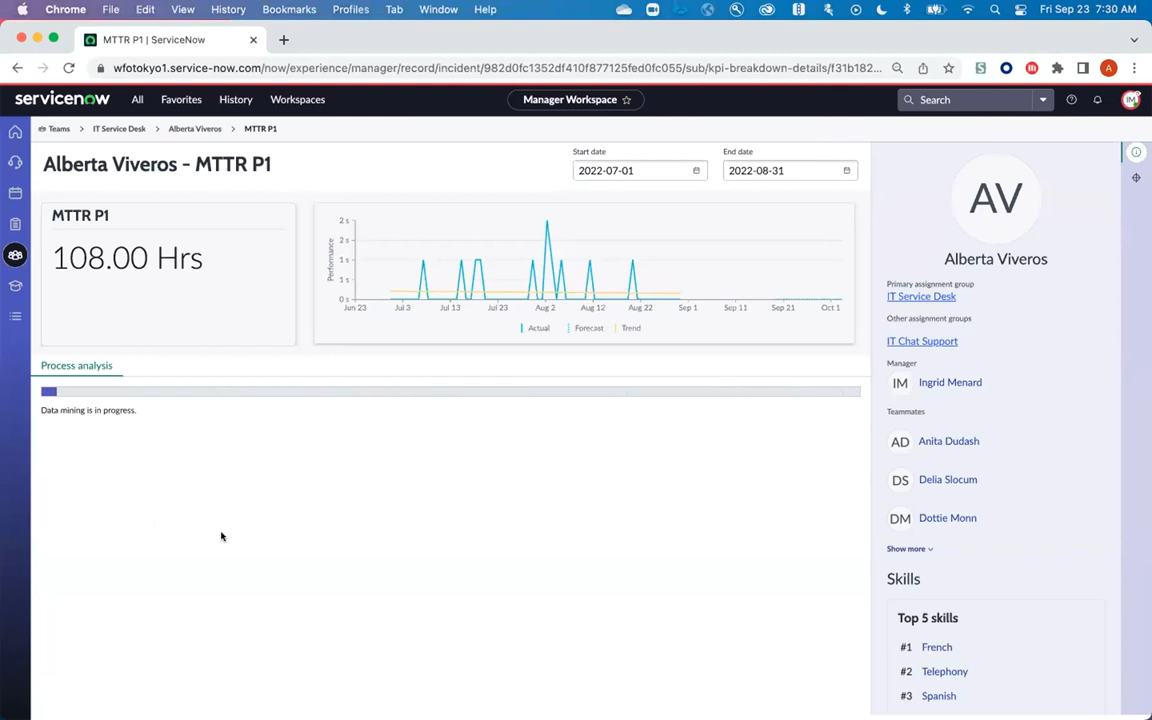 Chrome File Edit View History Bookmarks Profiles Tab Window Help
Fri Sep 23 7:30 AM
MTTR P1 | ServiceNow
wfotokyo1.service-now.com/now/experience/manager/record/incident/982d0fc1352df410f877125fed0fc055/sub/kpi-breakdown-details/f31b182...
servicenow All Favorites History Workspaces
Manager Workspace
Search
IM
Teams > IT Service Desk > Alberta Viveros > MTTR P1
Alberta Viveros - MTTR P1
Start date
2022-07-01
End date
2022-08-31
MTTR P1
108.00 Hrs
Performance
2 s
2 s
1 s
1 s
0 s
Jun 23 Jul 3 Jul 13 Jul 23 Aug 2 Aug 12 Aug 22 Sep 1 Sep 11 Sep 21 Oct 1
Actual Forecast Trend
Process analysis
Data mining is in progress.
AV
Alberta Viveros
Primary assignment group
IT Service Desk
Other assignment groups
IT Chat Support
Manager
IM Ingrid Menard
Teammates
AD Anita Dudash
DS Delia Slocum
DM Dottie Monn
Show more
Skills
Top 5 skills
#1 French
#2 Telephony
#3 Spanish